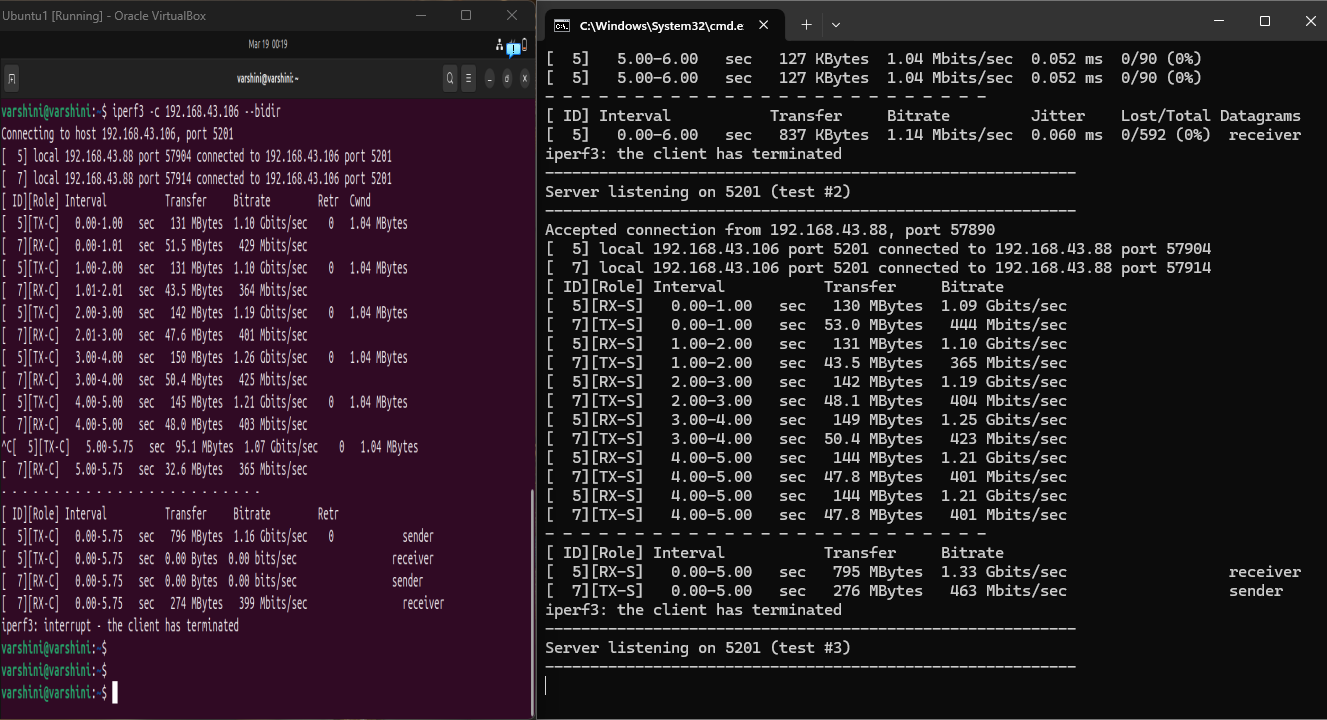 Ubuntu1 [Running] - Oracle VirtualBox
Mar 19 00:19
varshini@varshini: ~
varshini@varshini:~$ iperf3 -c 192.168.43.106 --bidir
Connecting to host 192.168.43.106, port 5201
[  5] local 192.168.43.88 port 57904 connected to 192.168.43.106 port 5201
[  7] local 192.168.43.88 port 57914 connected to 192.168.43.106 port 5201
[ ID][Role] Interval           Transfer     Bitrate         Retr  Cwnd
[  5][TX-C]   0.00-1.00   sec   131 MBytes  1.10 Gbits/sec    0   1.04 MBytes
[  7][RX-C]   0.00-1.01   sec  51.5 MBytes   429 Mbits/sec
[  5][TX-C]   1.00-2.00   sec   131 MBytes  1.10 Gbits/sec    0   1.04 MBytes
[  7][RX-C]   1.01-2.01   sec  43.5 MBytes   364 Mbits/sec
[  5][TX-C]   2.00-3.00   sec   142 MBytes  1.19 Gbits/sec    0   1.04 MBytes
[  7][RX-C]   2.01-3.00   sec  47.6 MBytes   401 Mbits/sec
[  5][TX-C]   3.00-4.00   sec   150 MBytes  1.26 Gbits/sec    0   1.04 MBytes
[  7][RX-C]   3.00-4.00   sec  50.4 MBytes   425 Mbits/sec
[  5][TX-C]   4.00-5.00   sec   145 MBytes  1.21 Gbits/sec    0   1.04 MBytes
[  7][RX-C]   4.00-5.00   sec  48.0 MBytes   403 Mbits/sec
^C[  5][TX-C]   5.00-5.75   sec  95.1 MBytes  1.07 Gbits/sec    0   1.04 MBytes
[  7][RX-C]   5.00-5.75   sec  32.6 MBytes   365 Mbits/sec
- - - - - - - - - - - - - - - - - - - - - - - - -
[ ID][Role] Interval           Transfer     Bitrate         Retr
[  5][TX-C]   0.00-5.75   sec   796 MBytes  1.16 Gbits/sec    0             sender
[  5][TX-C]   0.00-5.75   sec  0.00 Bytes  0.00 bits/sec                  receiver
[  7][RX-C]   0.00-5.75   sec  0.00 Bytes  0.00 bits/sec                  sender
[  7][RX-C]   0.00-5.75   sec   274 MBytes   399 Mbits/sec                  receiver
iperf3: interrupt - the client has terminated
varshini@varshini:~$
varshini@varshini:~$
varshini@varshini:~$
C:\Windows\System32\cmd.e
[  5]   5.00-6.00   sec   127 KBytes  1.04 Mbits/sec  0.052 ms  0/90 (0%)
[  5]   5.00-6.00   sec   127 KBytes  1.04 Mbits/sec  0.052 ms  0/90 (0%)
- - - - - - - - - - - - - - - - - - - - - - - - -
[ ID] Interval           Transfer     Bitrate         Jitter    Lost/Total Datagrams
[  5]   0.00-6.00   sec   837 KBytes  1.14 Mbits/sec  0.060 ms  0/592 (0%)  receiver
iperf3: the client has terminated
-----------------------------------------------------------
Server listening on 5201 (test #2)
-----------------------------------------------------------
Accepted connection from 192.168.43.88, port 57890
[  5] local 192.168.43.106 port 5201 connected to 192.168.43.88 port 57904
[  7] local 192.168.43.106 port 5201 connected to 192.168.43.88 port 57914
[ ID][Role] Interval           Transfer     Bitrate
[  5][RX-S]   0.00-1.00   sec   130 MBytes  1.09 Gbits/sec
[  7][TX-S]   0.00-1.00   sec  53.0 MBytes   444 Mbits/sec
[  5][RX-S]   1.00-2.00   sec   131 MBytes  1.10 Gbits/sec
[  7][TX-S]   1.00-2.00   sec  43.5 MBytes   365 Mbits/sec
[  5][RX-S]   2.00-3.00   sec   142 MBytes  1.19 Gbits/sec
[  7][TX-S]   2.00-3.00   sec  48.1 MBytes   404 Mbits/sec
[  5][RX-S]   3.00-4.00   sec   149 MBytes  1.25 Gbits/sec
[  7][TX-S]   3.00-4.00   sec  50.4 MBytes   423 Mbits/sec
[  5][RX-S]   4.00-5.00   sec   144 MBytes  1.21 Gbits/sec
[  7][TX-S]   4.00-5.00   sec  47.8 MBytes   401 Mbits/sec
[  5][RX-S]   4.00-5.00   sec   144 MBytes  1.21 Gbits/sec
[  7][TX-S]   4.00-5.00   sec  47.8 MBytes   401 Mbits/sec
- - - - - - - - - - - - - - - - - - - - - - - - -
[ ID][Role] Interval           Transfer     Bitrate
[  5][RX-S]   0.00-5.00   sec   795 MBytes  1.33 Gbits/sec                  receiver
[  7][TX-S]   0.00-5.00   sec   276 MBytes   463 Mbits/sec                  sender
iperf3: the client has terminated
-----------------------------------------------------------
Server listening on 5201 (test #3)
-----------------------------------------------------------